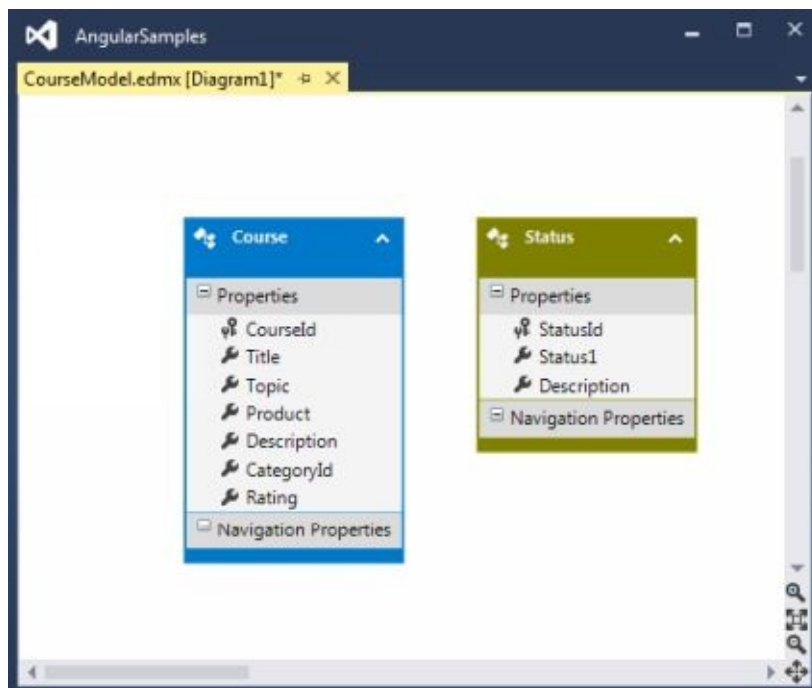 AngularSamples
CourseModel.edmx [Diagram1]*
Course
Properties
CourseId
Title
Topic
Product
Description
CategoryId
Rating
Navigation Properties
Status
Properties
StatusId
Status1
Description
Navigation Properties